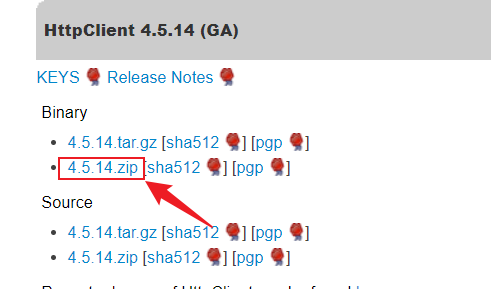 HttpClient 4.5.14 (GA)
KEYS Release Notes
Binary
4.5.14.tar.gz [sha512 ] [pgp ]
4.5.14.zip [sha512 ] [pgp ]
Source
4.5.14.tar.gz [sha512 ] [pgp ]
4.5.14.zip [sha512 ] [pgp ]